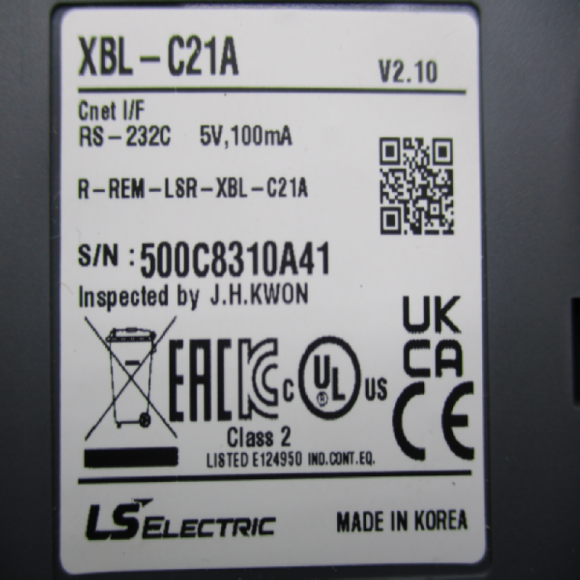 XBL-C21A
V2.10
Cnet I/F
RS-232C 5V,100mA
R-REM-LSR-XBL-C21A
S/N : 500C8310A41
Inspected by J.H.KWON
UK
CA
EAC KC c UL us
CE
Class 2
LISTED E124950 IND.CONT.EQ.
LS ELECTRIC
MADE IN KOREA